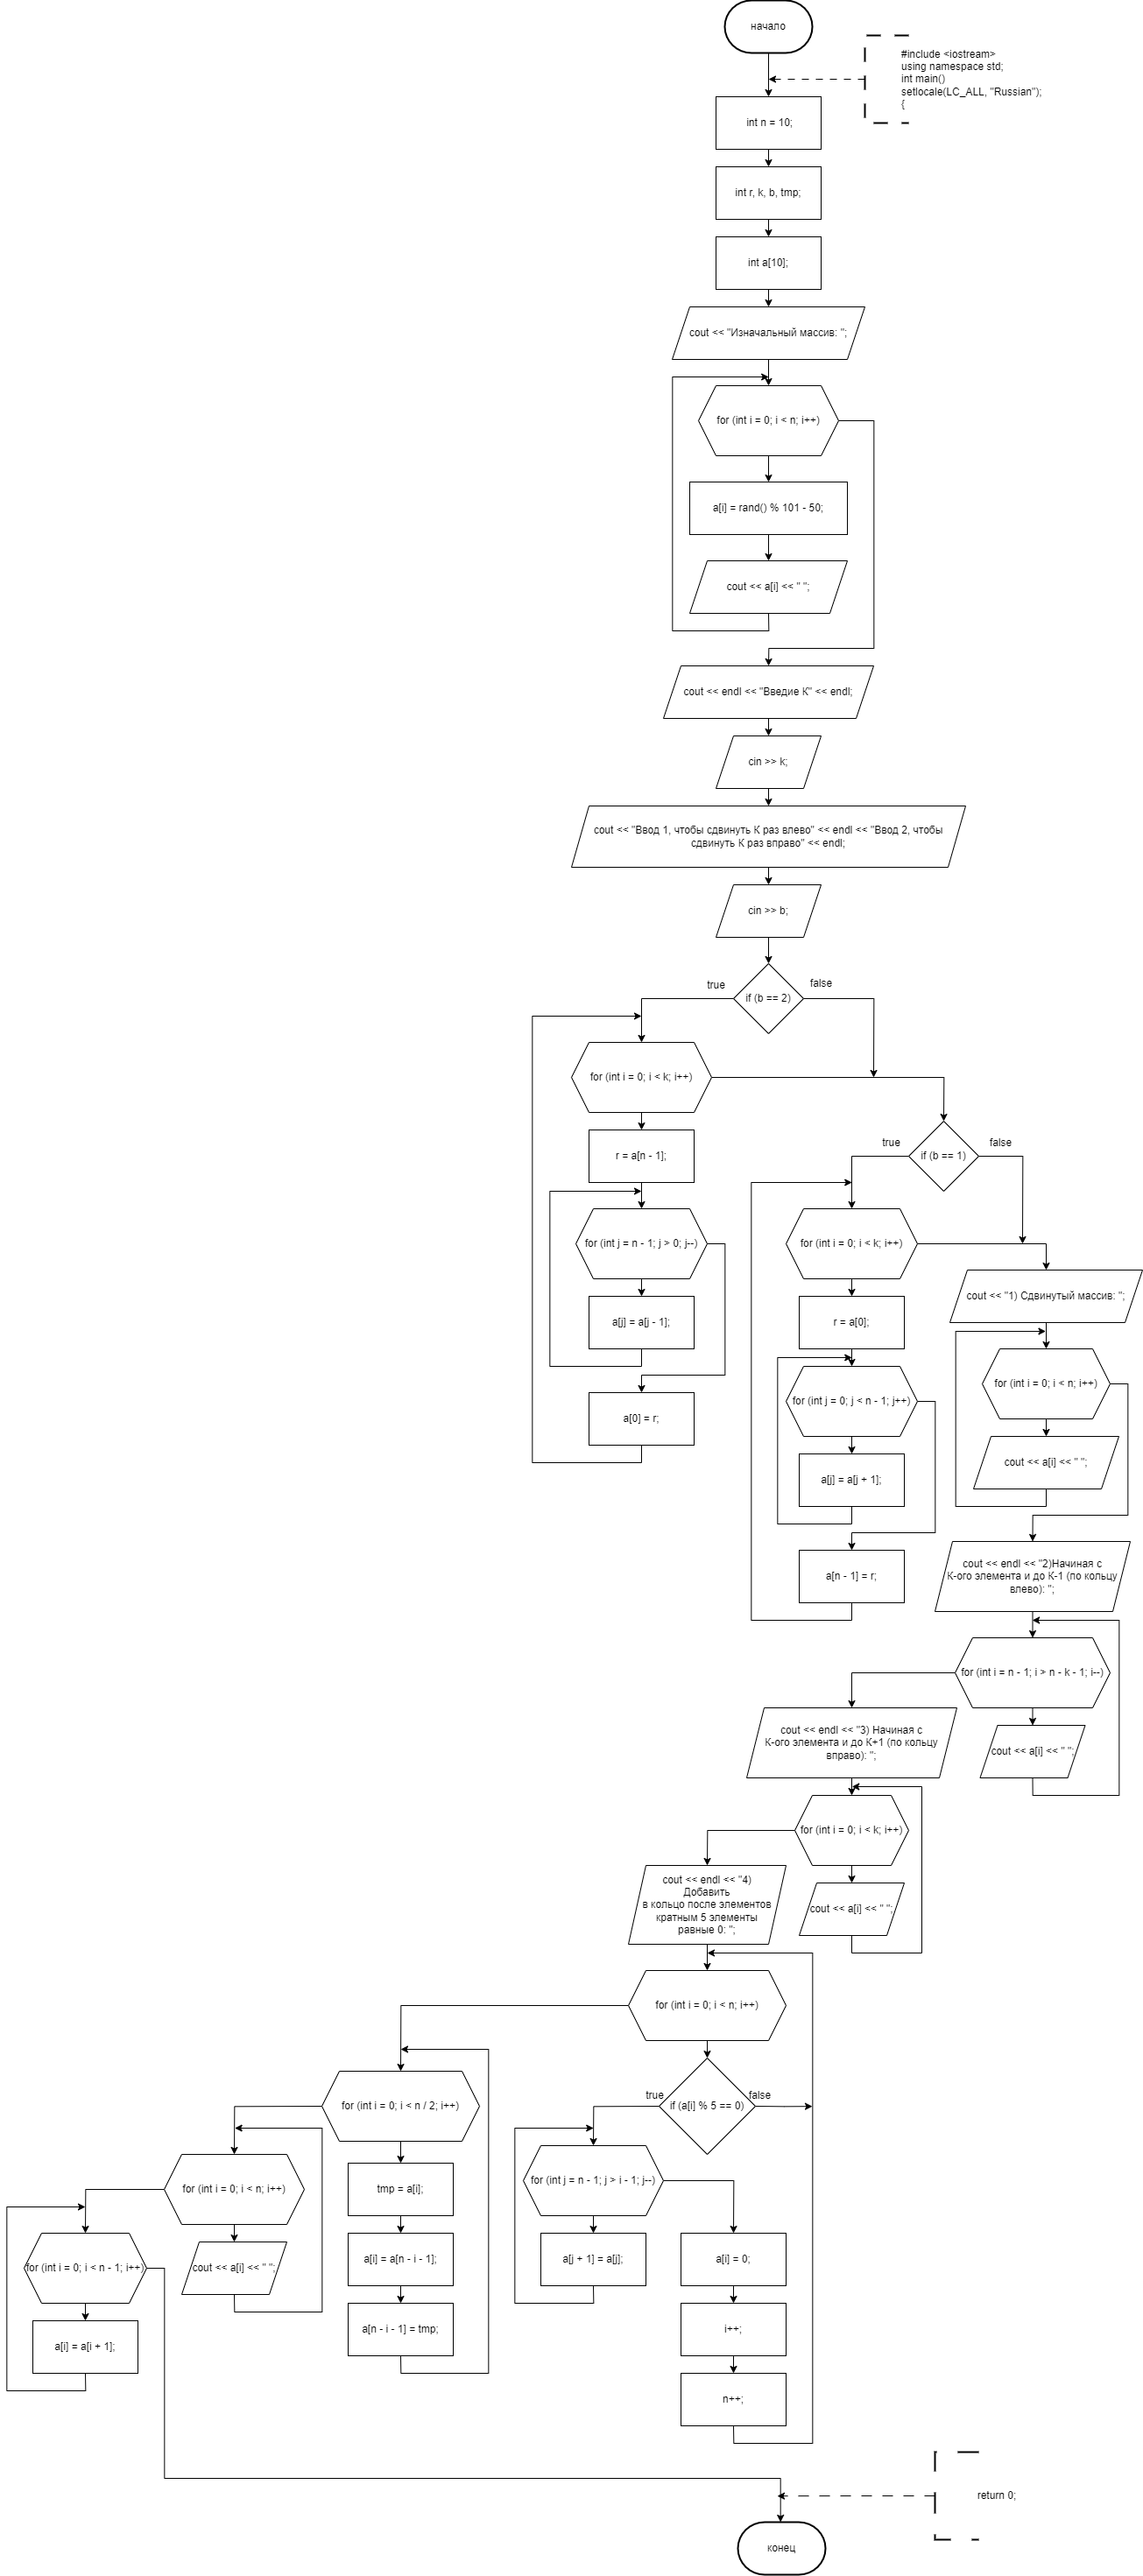 начало
#include <iostream>
using namespace std;
int main()
setlocale(LC_ALL, "Russian");
{
int n = 10;
int r, k, b, tmp;
int a[10];
cout << "Изначальный массив: ";
for (int i = 0; i < n; i++)
a[i] = rand() % 101 - 50;
cout << a[i] << " ";
cout << endl << "Введие К" << endl;
cin >> k;
cout << "Ввод 1, чтобы сдвинуть К раз влево" << endl << "Ввод 2, чтобы
сдвинуть К раз вправо" << endl;
cin >> b;
true
false
if (b == 2)
for (int i = 0; i < k; i++)
r = a[n - 1];
for (int j = n - 1; j > 0; j--)
a[j] = a[j - 1];
a[0] = r;
true
false
if (b == 1)
for (int i = 0; i < k; i++)
r = a[0];
for (int j = 0; j < n - 1; j++)
a[j] = a[j + 1];
a[n - 1] = r;
cout << "1) Сдвинутый массив: ";
for (int i = 0; i < n; i++)
cout << a[i] << " ";
cout << endl << "2)Начиная с
К-ого элемента и до К-1 (по кольцу
влево): ";
for (int i = n - 1; i > n - k - 1; i--)
cout << a[i] << " ";
cout << endl << "3) Начиная с
К-ого элемента и до К+1 (по кольцу
вправо): ";
for (int i = 0; i < k; i++)
cout << a[i] << " ";
cout << endl << "4)
Добавить
в кольцо после элементов
кратным 5 элементы
равные 0: ";
for (int i = 0; i < n; i++)
true
false
if (a[i] % 5 == 0)
for (int j = n - 1; j > i - 1; j--)
a[j + 1] = a[j];
a[i] = 0;
i++;
n++;
for (int i = 0; i < n / 2; i++)
tmp = a[i];
a[i] = a[n - i - 1];
a[n - i - 1] = tmp;
for (int i = 0; i < n; i++)
cout << a[i] << " ";
for (int i = 0; i < n - 1; i++)
a[i] = a[i + 1];
return 0;
конец